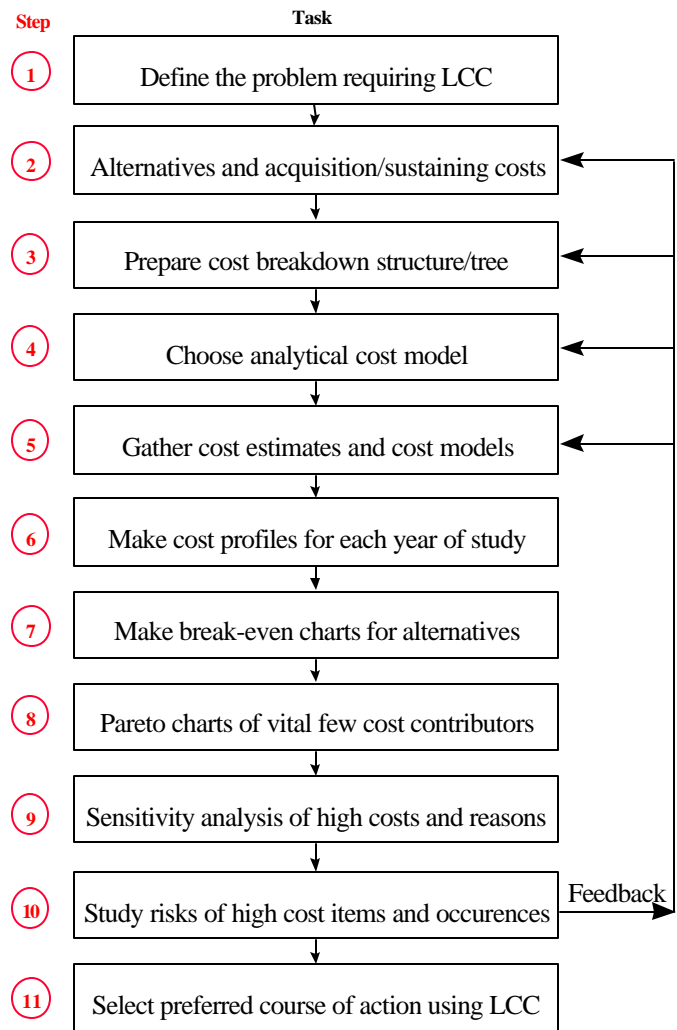 Step Task
1 Define the problem requiring LCC
2 Alternatives and acquisition/sustaining costs
3 Prepare cost breakdown structure/tree
4 Choose analytical cost model
5 Gather cost estimates and cost models
6 Make cost profiles for each year of study
7 Make break-even charts for alternatives
8 Pareto charts of vital few cost contributors
9 Sensitivity analysis of high costs and reasons
10 Study risks of high cost items and occurences Feedback
11 Select preferred course of action using LCC